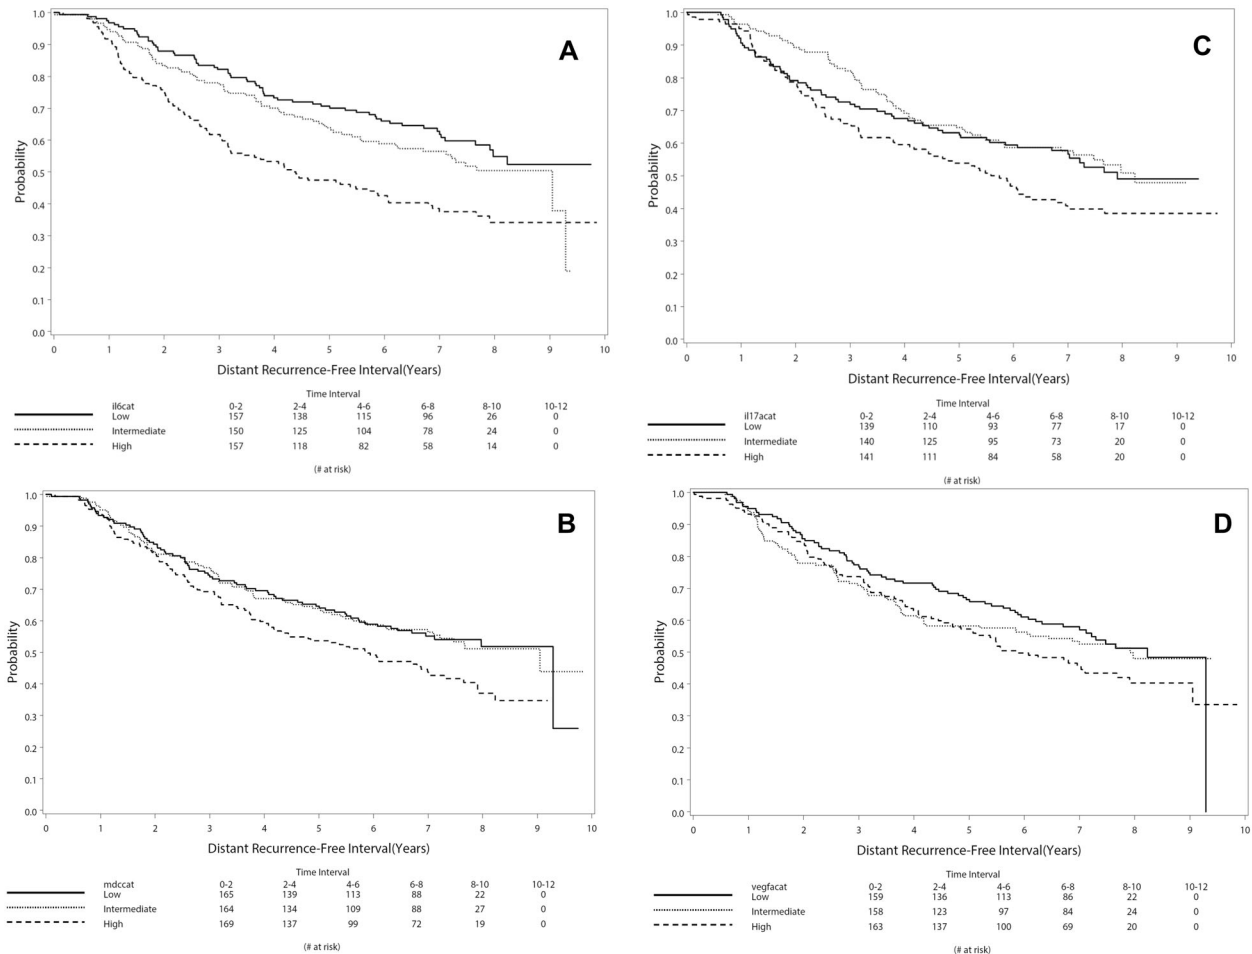 A
1.0
0.9
0.8
0.7
0.6
0.5
0.4
0.3
0.2
0.1
0.0
Probability
0 1 2 3 4 5 6 7 8 9 10
Distant Recurrence-Free Interval(Years)
Time Interval
il6cat 0-2 2-4 4-6 6-8 8-10 10-12
Low 157 138 115 96 26 0
Intermediate 150 125 104 78 24 0
High 157 118 82 58 14 0
(# at risk)
C
1.0
0.9
0.8
0.7
0.6
0.5
0.4
0.3
0.2
0.1
0.0
Probability
0 1 2 3 4 5 6 7 8 9 10
Distant Recurrence-Free Interval(Years)
Time Interval
il17acat 0-2 2-4 4-6 6-8 8-10 10-12
Low 139 110 93 77 17 0
Intermediate 140 125 95 73 20 0
High 141 111 84 58 20 0
(# at risk)
B
1.0
0.9
0.8
0.7
0.6
0.5
0.4
0.3
0.2
0.1
0.0
Probability
0 1 2 3 4 5 6 7 8 9 10
Distant Recurrence-Free Interval(Years)
Time Interval
mdccat 0-2 2-4 4-6 6-8 8-10 10-12
Low 165 139 113 88 22 0
Intermediate 164 134 109 88 27 0
High 169 137 99 72 19 0
(# at risk)
D
1.0
0.9
0.8
0.7
0.6
0.5
0.4
0.3
0.2
0.1
0.0
Probability
0 1 2 3 4 5 6 7 8 9 10
Distant Recurrence-Free Interval(Years)
Time Interval
vegfacat 0-2 2-4 4-6 6-8 8-10 10-12
Low 159 136 113 86 22 0
Intermediate 158 123 97 84 24 0
High 163 137 100 69 20 0
(# at risk)